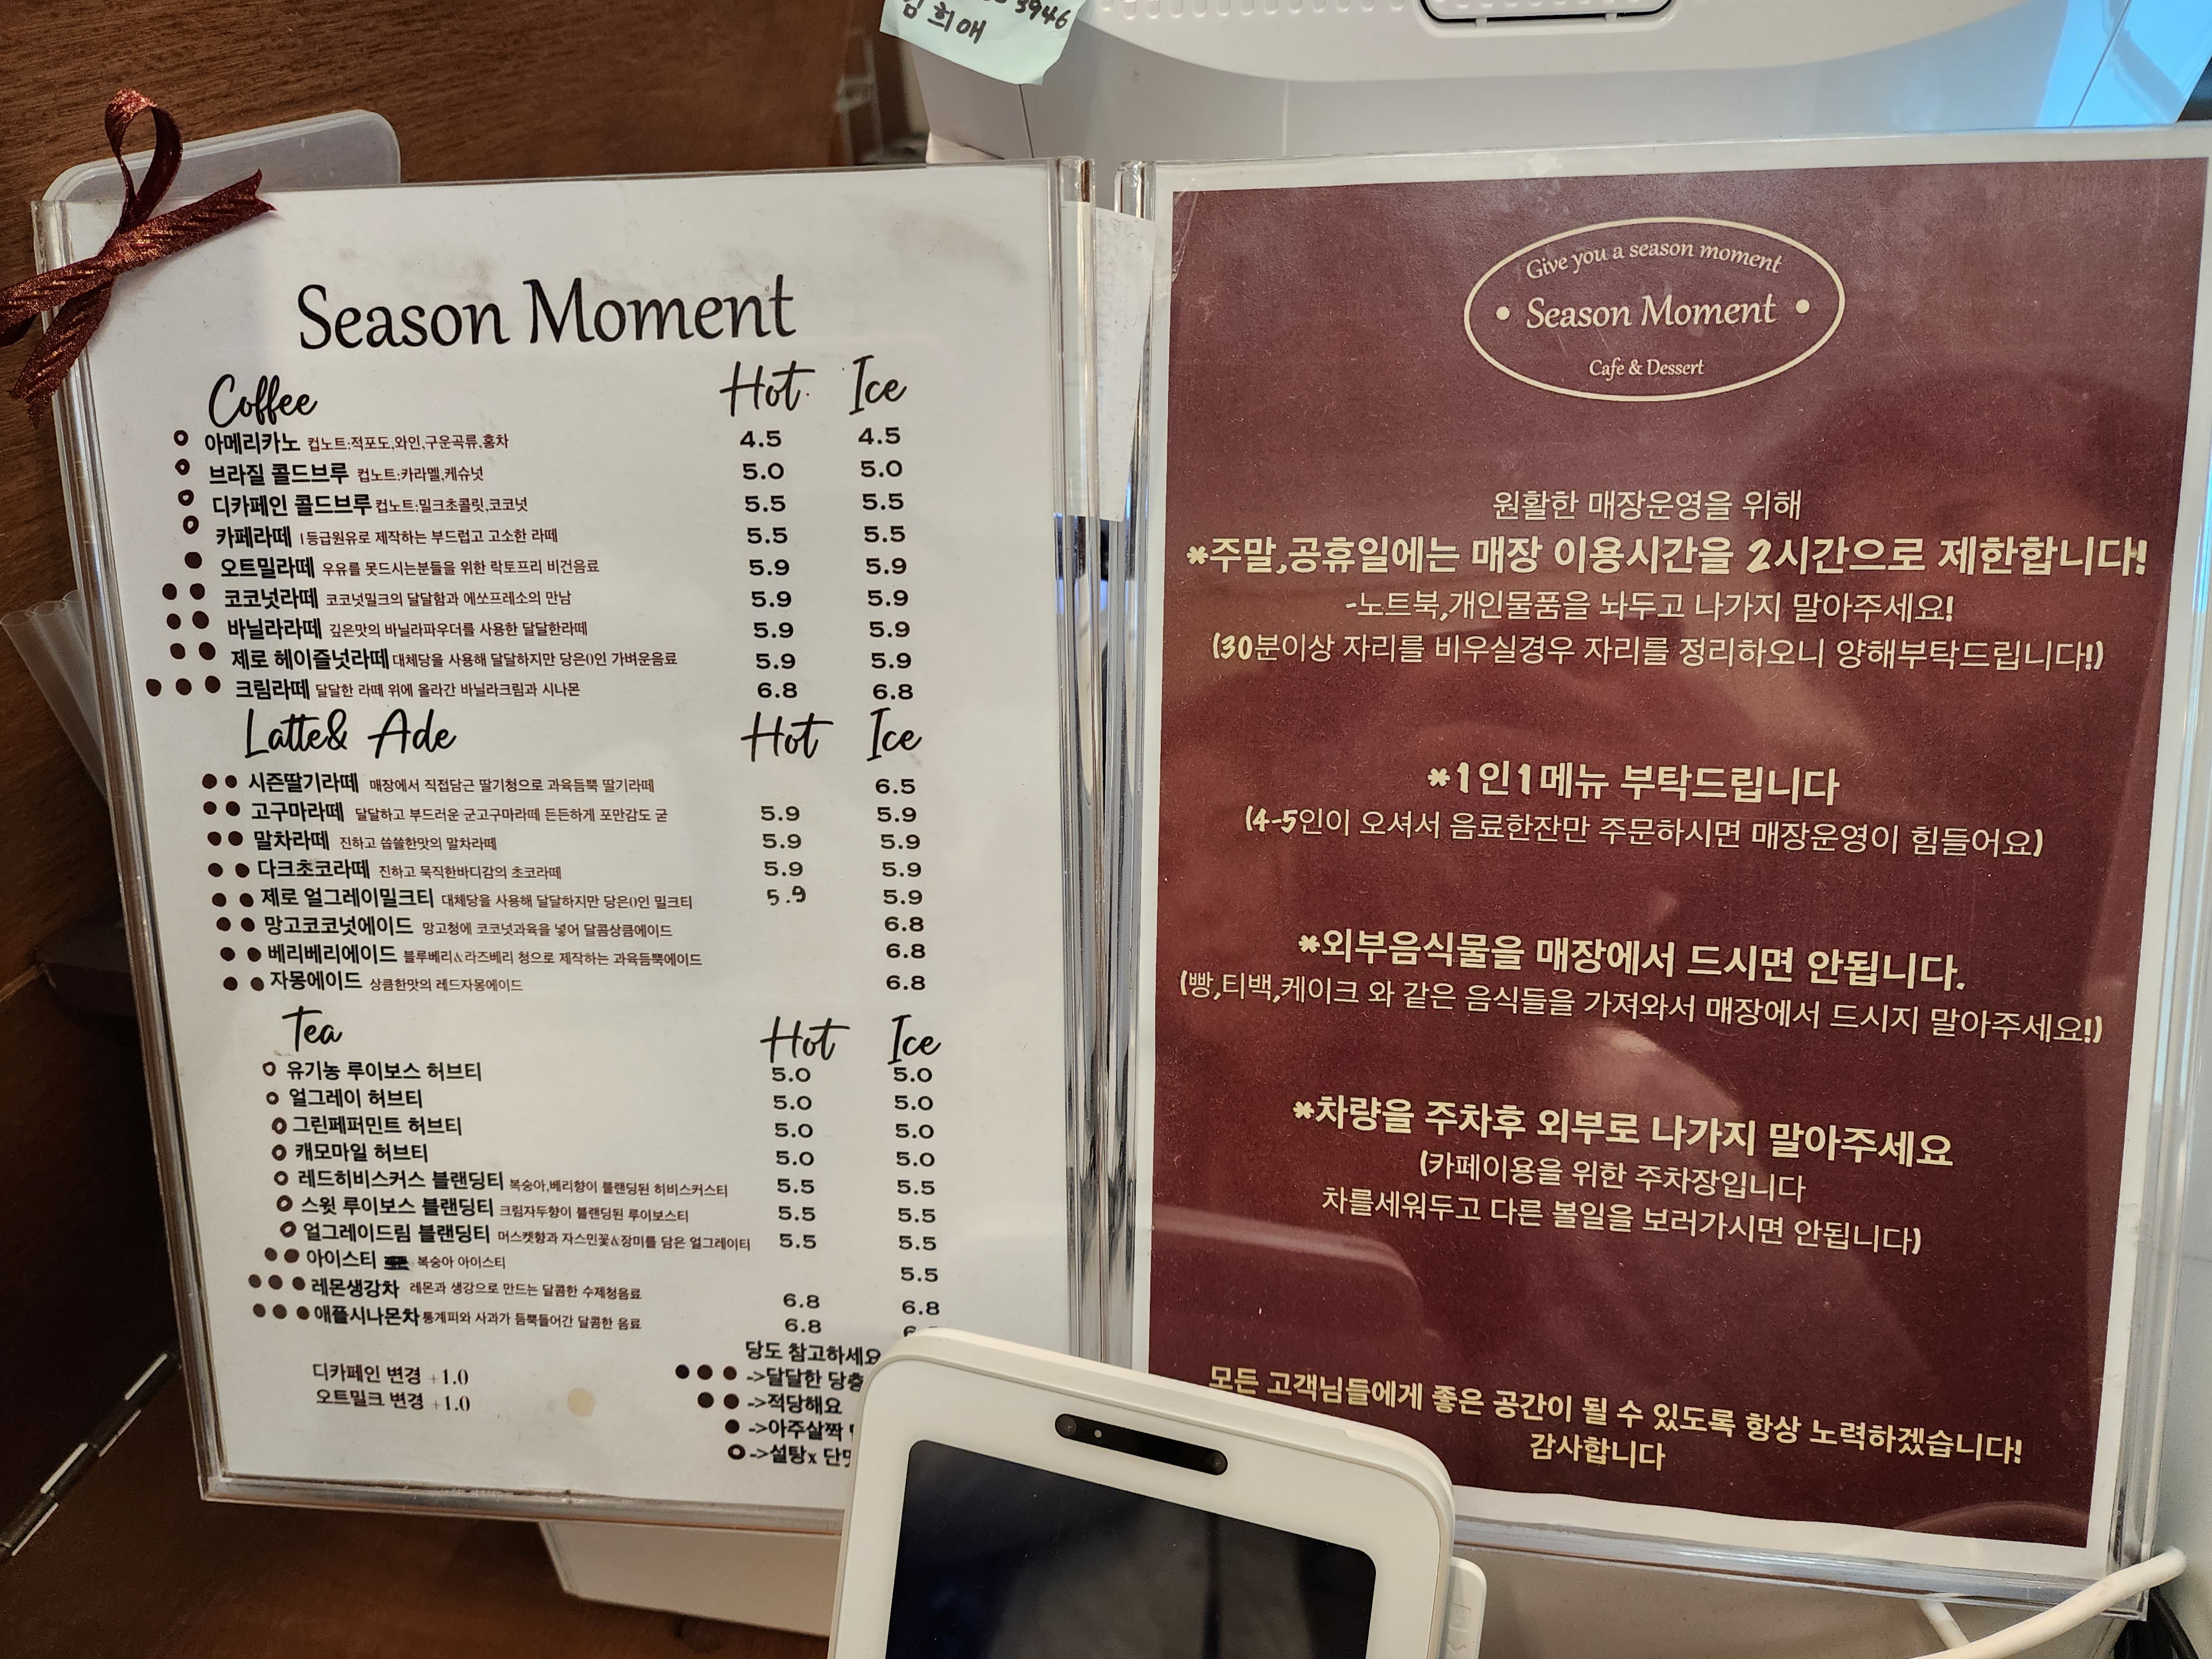 3946
김희애
Season Moment
Coffee Hot Ice
아메리카노 컵노트:적포도,와인,구운곡류,홍차 4.5 4.5
브라질 콜드브루 컵노트:카라멜,케슈넛 5.0 5.0
디카페인 콜드브루 컵노트:밀크초콜릿,코코넛 5.5 5.5
카페라떼 1등급원유로 제작하는 부드럽고 고소한 라떼 5.5 5.5
오트밀라떼 우유를 못드시는분들을 위한 락토프리 비건음료 5.9 5.9
코코넛라떼 코코넛밀크의 달달함과 에쏘프레소의 만남 5.9 5.9
바닐라라떼 깊은맛의 바닐라파우더를 사용한 달달한라떼 5.9 5.9
제로 헤이즐넛라떼 대체당을 사용해 달달하지만 당은0인 가벼운음료 5.9 5.9
크림라떼 달달한 라떼 위에 올라간 바닐라크림과 시나몬 6.8 6.8
Latte& Ade Hot Ice
시즌딸기라떼 매장에서 직접담근 딸기청으로 과육듬뿍 딸기라떼 6.5
고구마라떼 달달하고 부드러운 군고구마라떼 든든하게 포만감도 굳 5.9 5.9
말차라떼 진하고 씁쓸한맛의 말차라떼 5.9 5.9
다크초코라떼 진하고 묵직한바디감의 초코라떼 5.9 5.9
제로 얼그레이밀크티 대체당을 사용해 달달하지만 당은0인 밀크티 5.9 5.9
망고코코넛에이드 망고청에 코코넛과육을 넣어 달콤상큼에이드 6.8
베리베리에이드 블루베리&라즈베리 청으로 제작하는 과육듬뿍에이드 6.8
자몽에이드 상큼한맛의 레드자몽에이드 6.8
Tea Hot Ice
유기농 루이보스 허브티 5.0 5.0
얼그레이 허브티 5.0 5.0
그린페퍼민트 허브티 5.0 5.0
캐모마일 허브티 5.0 5.0
레드히비스커스 블랜딩티 복숭아,베리향이 블랜딩된 히비스커스티 5.5 5.5
스윗 루이보스 블랜딩티 크림자두향이 블랜딩된 루이보스티 5.5 5.5
얼그레이드림 블랜딩티 머스켓향과 자스민꽃&장미를 담은 얼그레이티 5.5 5.5
아이스티 복숭아 아이스티 5.5
레몬생강차 레몬과 생강으로 만드는 달콤한 수제청음료 6.8 6.8
애플시나몬차 통계피와 사과가 듬뿍들어간 달콤한 음료 6.8
당도 참고하세요
디카페인 변경 +1.0
오트밀크 변경 +1.0
->달달한
->적당해요
->아주살짝
->설탕x
Give you a season moment
• Season Moment •
Cafe & Dessert
원활한 매장운영을 위해
*주말,공휴일에는 매장 이용시간을 2시간으로 제한합니다!
-노트북,개인물품을 놔두고 나가지 말아주세요!
(30분이상 자리를 비우실경우 자리를 정리하오니 양해부탁드립니다!)
*1인1메뉴 부탁드립니다
(4-5인이 오셔서 음료한잔만 주문하시면 매장운영이 힘들어요)
*외부음식물을 매장에서 드시면 안됩니다.
(빵,티백,케이크 와 같은 음식들을 가져와서 매장에서 드시지 말아주세요!)
*차량을 주차후 외부로 나가지 말아주세요
(카페이용을 위한 주차장입니다
차를세워두고 다른 볼일을 보러가시면 안됩니다)
모든 고객님들에게 좋은 공간이 될 수 있도록 항상 노력하겠습니다!
감사합니다